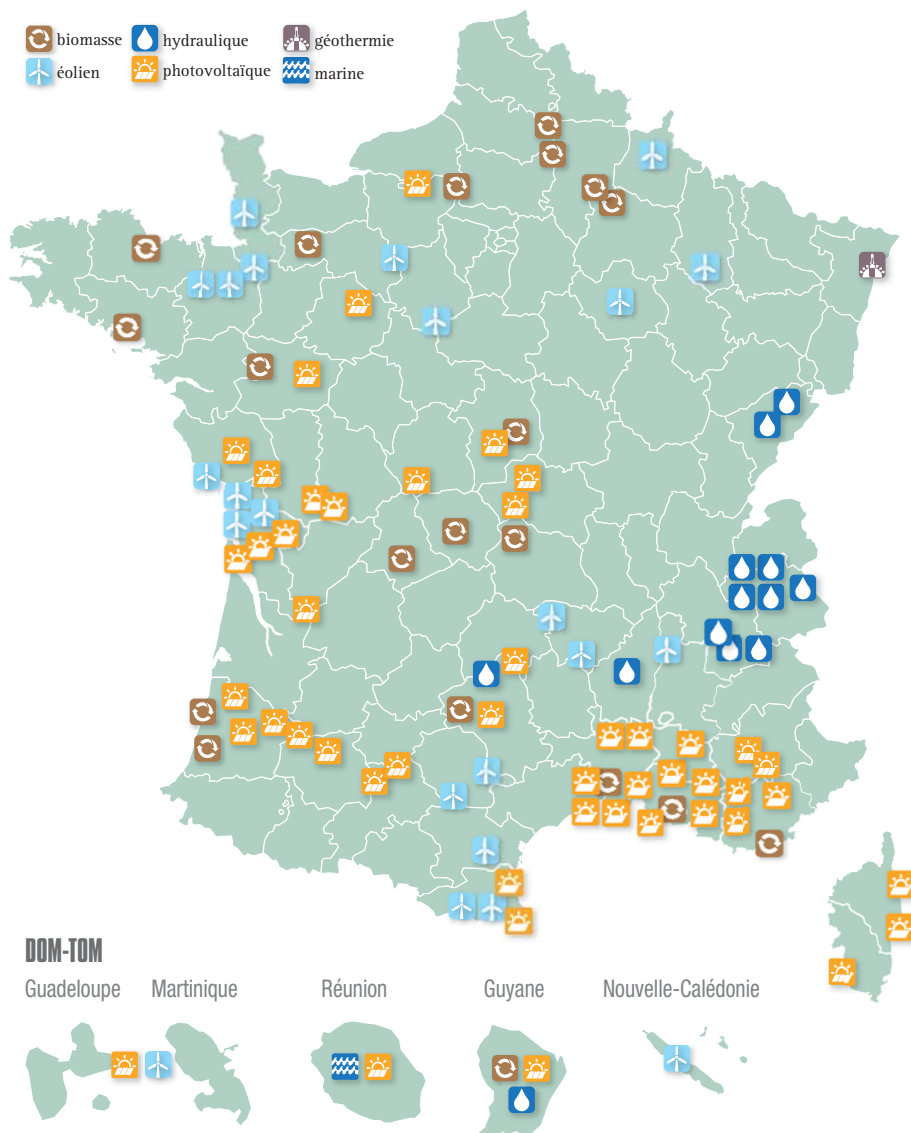 biomasse hydraulique géothermie
éolien photovoltaïque marine
DOM-TOM
Guadeloupe Martinique Réunion Guyane Nouvelle-Calédonie